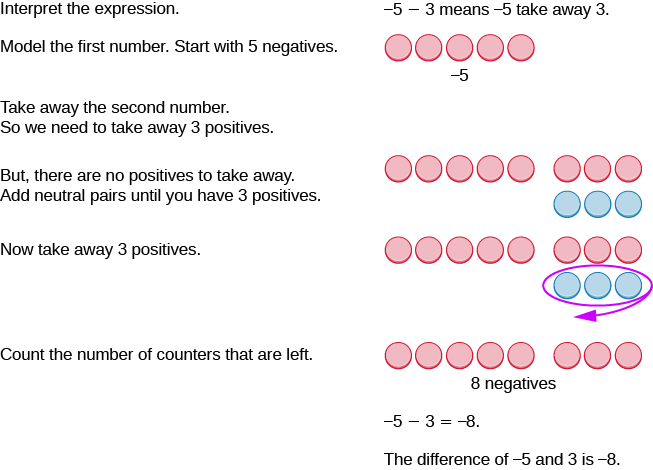 Interpret the expression.
–5 − 3 means –5 take away 3.
Model the first number. Start with 5 negatives.
–5
Take away the second number.
So we need to take away 3 positives.
But, there are no positives to take away.
Add neutral pairs until you have 3 positives.
Now take away 3 positives.
Count the number of counters that are left.
8 negatives
–5 − 3 = –8.
The difference of –5 and 3 is –8.